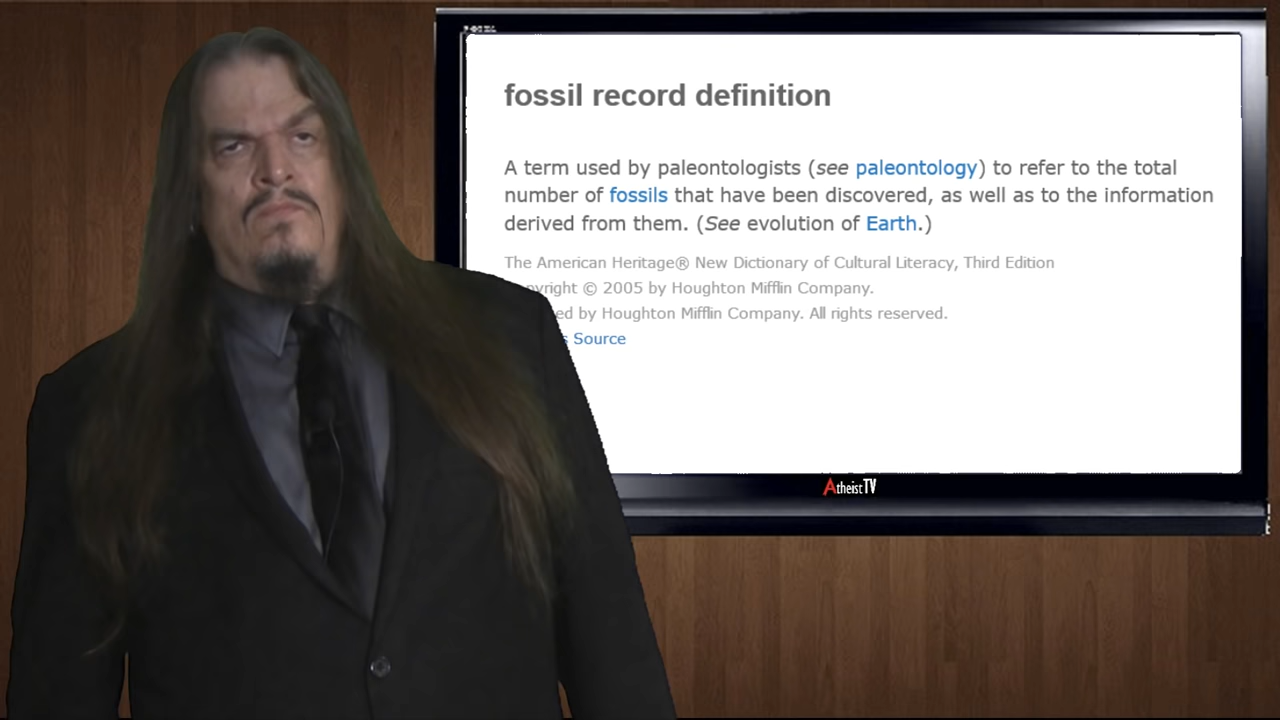 fossil record definition
A term used by paleontologists (see paleontology) to refer to the total
number of fossils that have been discovered, as well as to the information
derived from them. (See evolution of Earth.)
The American Heritage® New Dictionary of Cultural Literacy, Third Edition
pyright © 2005 by Houghton Mifflin Company.
ed by Houghton Mifflin Company. All rights reserved.
s Source
AtheistTV